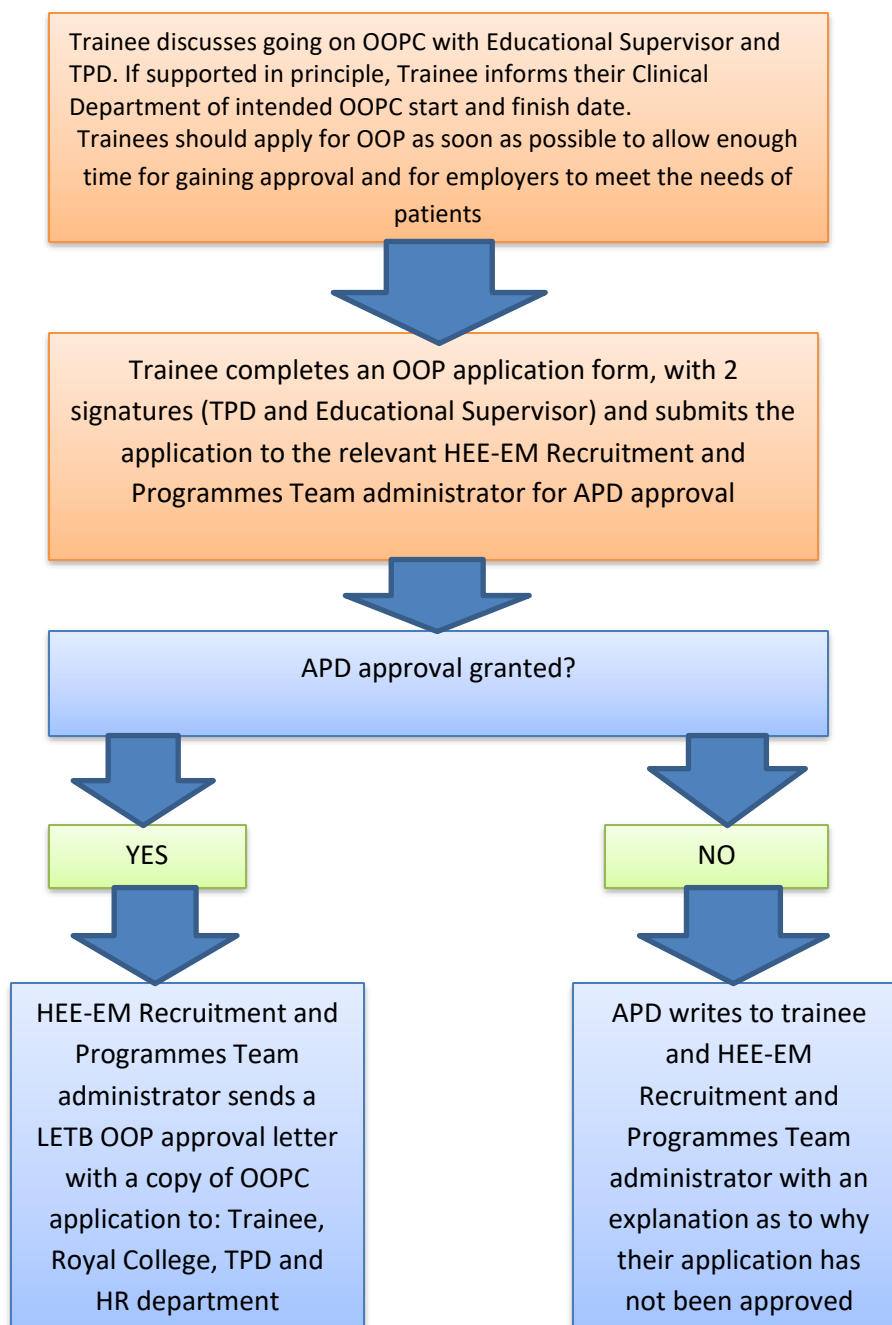 Trainee discusses going on OOPC with Educational Supervisor and
TPD. If supported in principle, Trainee informs their Clinical
Department of intended OOPC start and finish date.
Trainees should apply for OOP as soon as possible to allow enough
time for gaining approval and for employers to meet the needs of
patients
Trainee completes an OOP application form, with 2
signatures (TPD and Educational Supervisor) and submits the
application to the relevant HEE-EM Recruitment and
Programmes Team administrator for APD approval
APD approval granted?
YES
NO
HEE-EM Recruitment and
Programmes Team
administrator sends a
LETB OOP approval letter
with a copy of OOPC
application to: Trainee,
Royal College, TPD and
HR department
APD writes to trainee
and HEE-EM
Recruitment and
Programmes Team
administrator with an
explanation as to why
their application has
not been approved